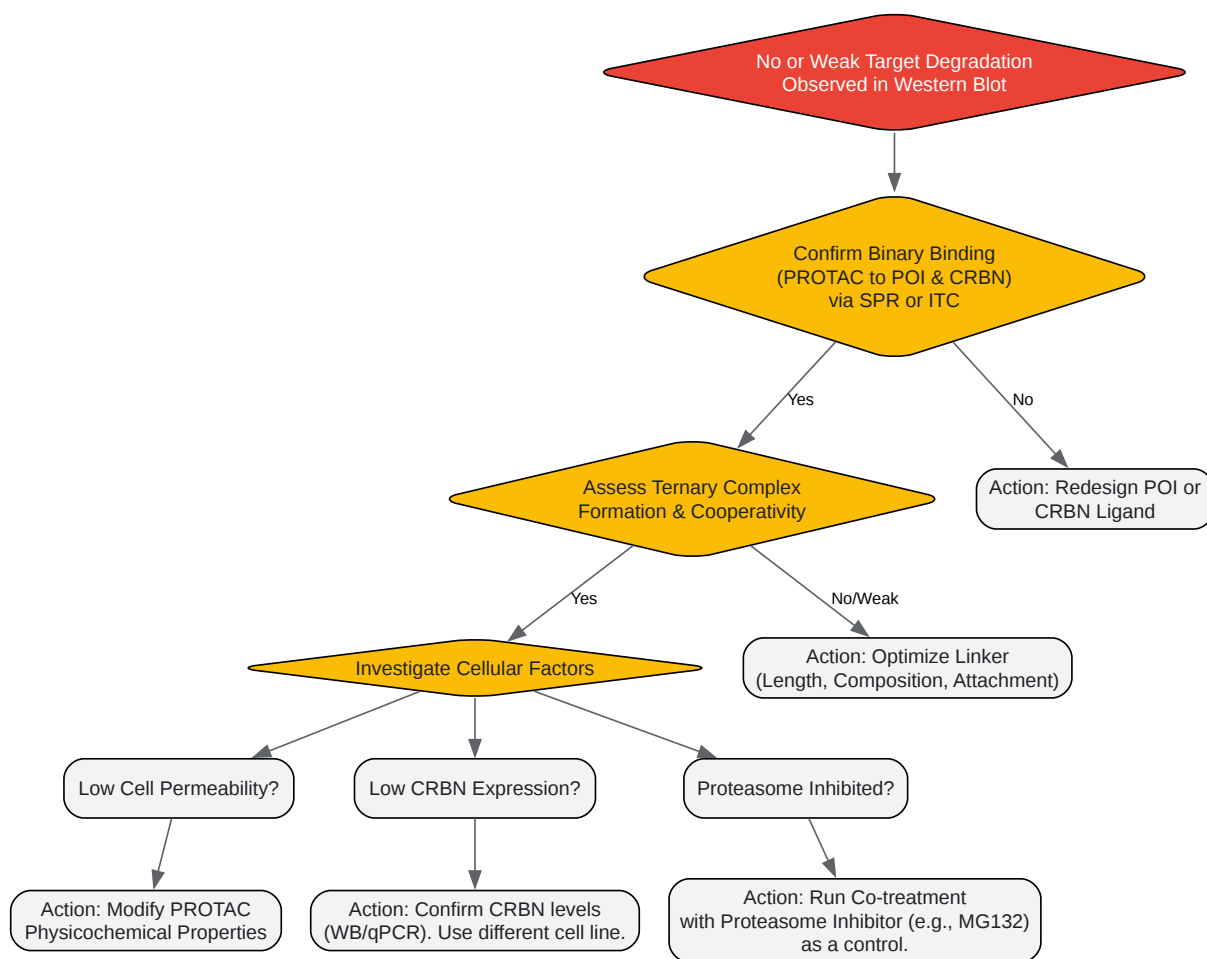 No or Weak Target Degradation
Observed in Western Blot
Confirm Binary Binding
(PROTAC to POI & CRBN)
via SPR or ITC
Yes
No
Assess Ternary Complex
Formation & Cooperativity
Action: Redesign POI or
CRBN Ligand
Yes
No/Weak
Investigate Cellular Factors
Action: Optimize Linker
(Length, Composition, Attachment)
Low Cell Permeability?
Low CRBN Expression?
Proteasome Inhibited?
Action: Modify PROTAC
Physicochemical Properties
Action: Confirm CRBN levels
(WB/qPCR). Use different cell line.
Action: Run Co-treatment
with Proteasome Inhibitor (e.g., MG132)
as a control.